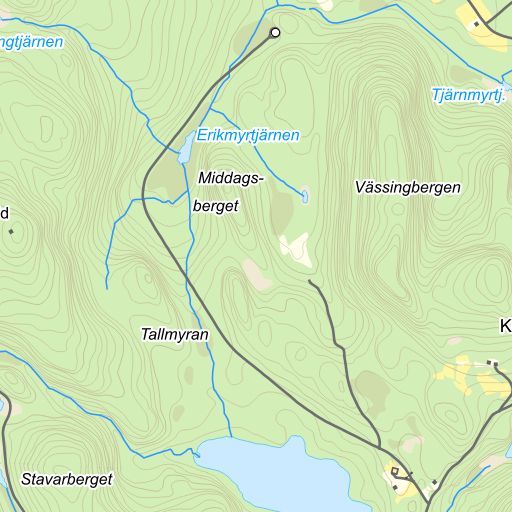 ngtjärnen
Tjärnmyrtj.
Erikmyrtjärnen
Middags-
berget
Vässingbergen
d
Tallmyran
K
Stavarberget